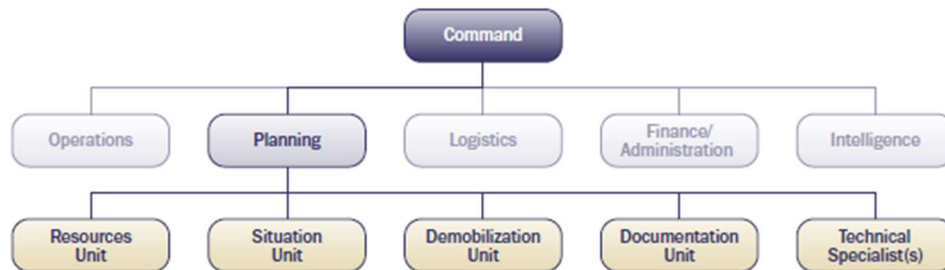 Command
Operations
Planning
Logistics
Finance/
Administration
Intelligence
Resources
Unit
Situation
Unit
Demobilization
Unit
Documentation
Unit
Technical
Specialist(s)